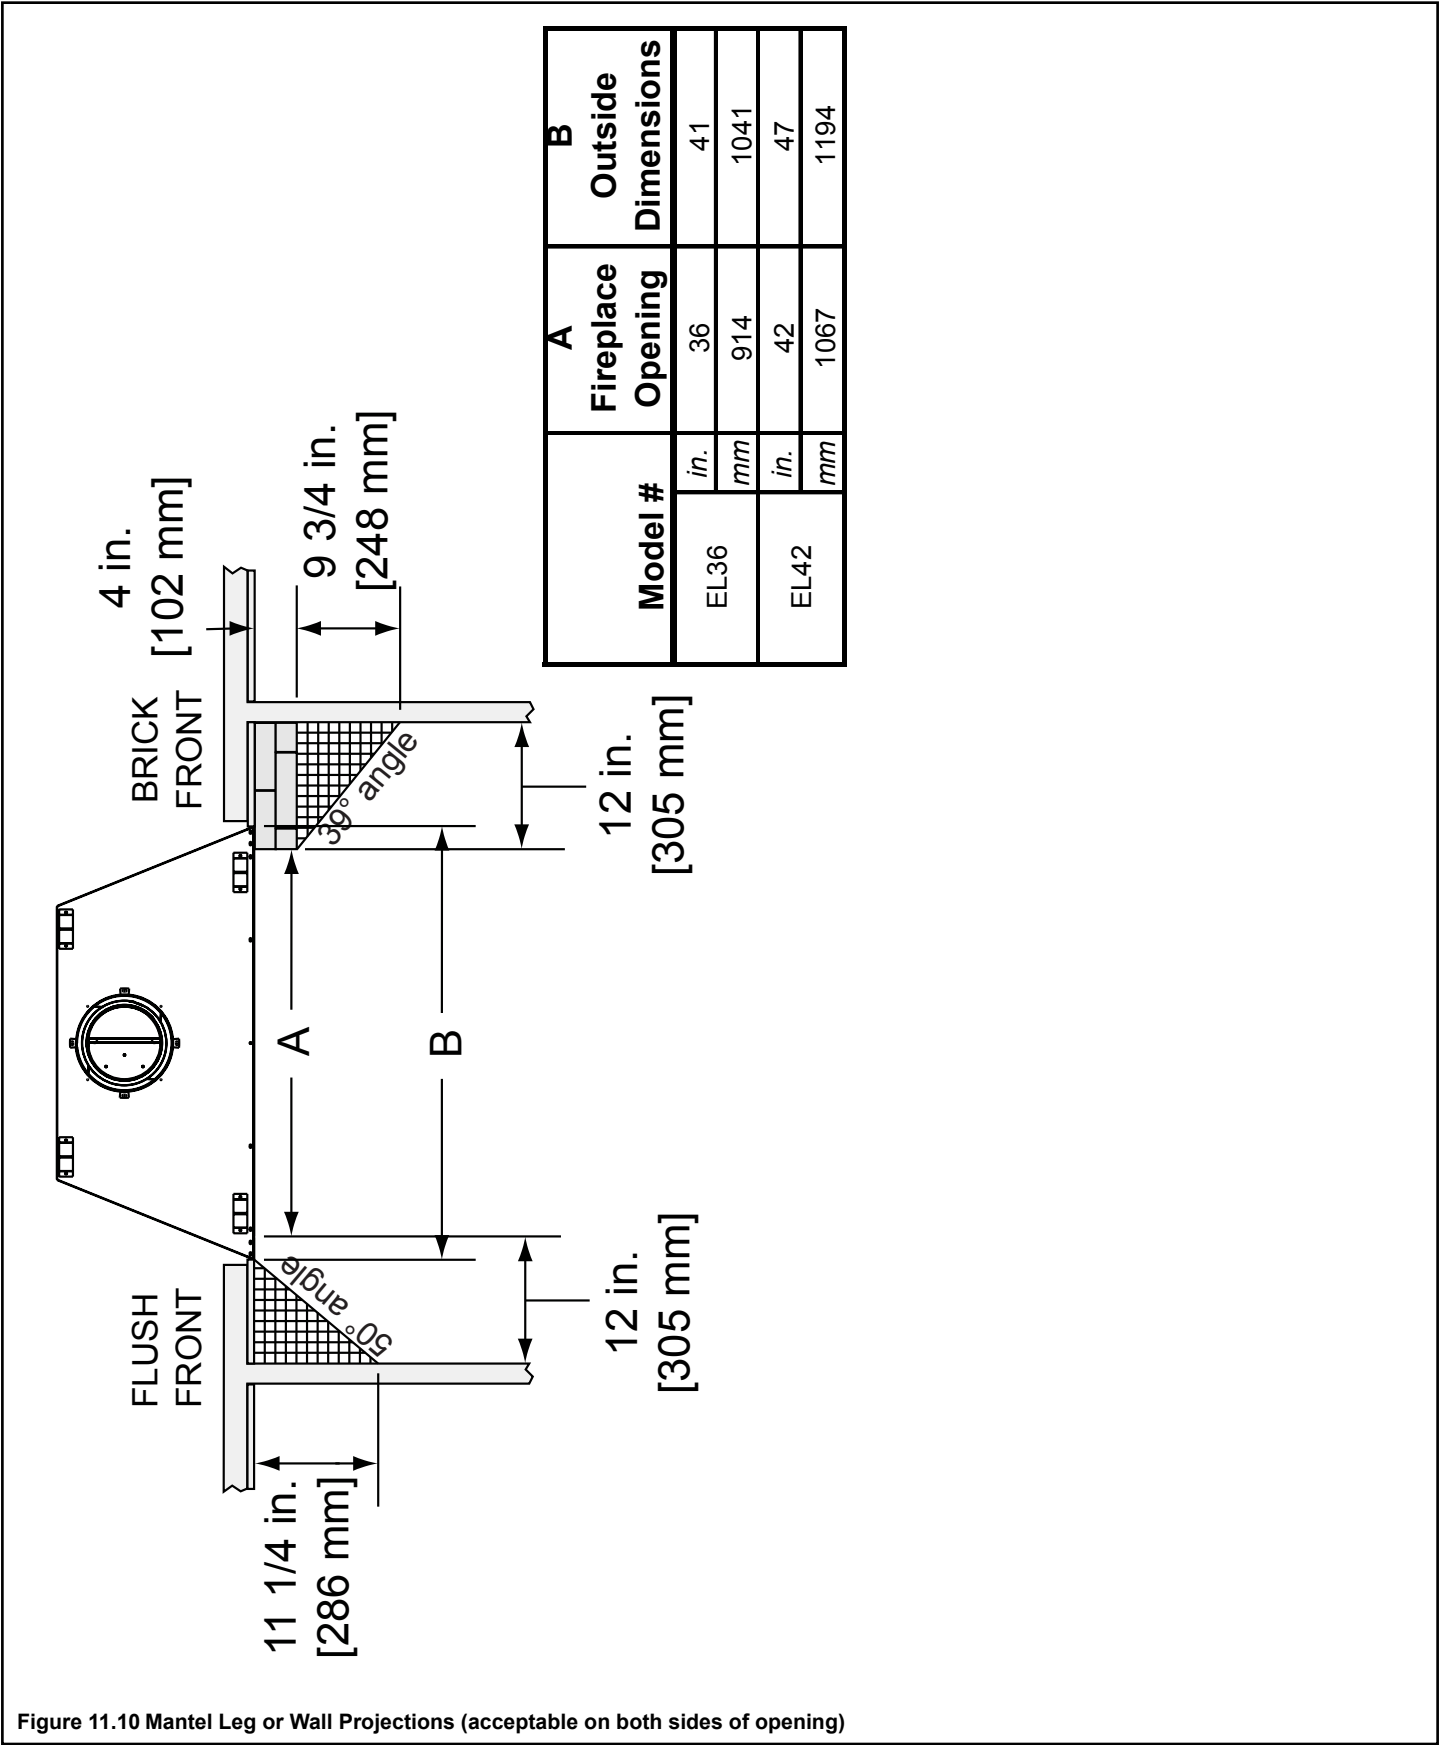 FLUSH
FRONT
BRICK
FRONT
4 in.
[102 mm]
11 1/4 in.
[286 mm]
50° angle
39° angle
9 3/4 in.
[248 mm]
A
B
12 in.
[305 mm]
12 in.
[305 mm]
Model #
A
Fireplace
Opening
B
Outside
Dimensions
EL36 in. 36 41
mm 914 1041
EL42 in. 42 47
mm 1067 1194
Figure 11.10 Mantel Leg or Wall Projections (acceptable on both sides of opening)